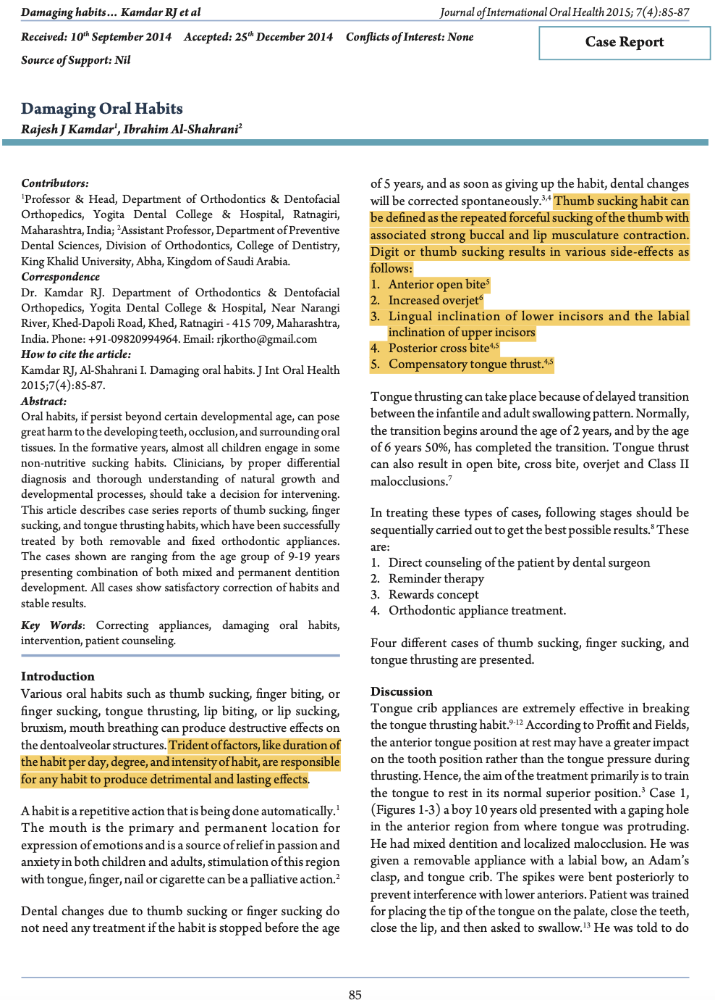 Damaging habits… Kamdar RJ et al
Journal of International Oral Health 2015; 7(4):85-87
Received: 10th September 2014 Accepted: 25th December 2014 Conflicts of Interest: None
Source of Support: Nil
Case Report
Damaging Oral Habits
Rajesh J Kamdar1, Ibrahim Al-Shahrani2
Contributors:
1Professor & Head, Department of Orthodontics & Dentofacial
Orthopedics, Yogita Dental College & Hospital, Ratnagiri,
Maharashtra, India; 2Assistant Professor, Department of Preventive
Dental Sciences, Division of Orthodontics, College of Dentistry,
King Khalid University, Abha, Kingdom of Saudi Arabia.
Correspondence
Dr. Kamdar RJ. Department of Orthodontics & Dentofacial
Orthopedics, Yogita Dental College & Hospital, Near Narangi
River, Khed-Dapoli Road, Khed, Ratnagiri - 415 709, Maharashtra,
India. Phone: +91-09820994964. Email: rjkortho@gmail.com
How to cite the article:
Kamdar RJ, Al-Shahrani I. Damaging oral habits. J Int Oral Health
2015;7(4):85-87.
Abstract:
Oral habits, if persist beyond certain developmental age, can pose
great harm to the developing teeth, occlusion, and surrounding oral
tissues. In the formative years, almost all children engage in some
non-nutritive sucking habits. Clinicians, by proper differential
diagnosis and thorough understanding of natural growth and
developmental processes, should take a decision for intervening.
This article describes case series reports of thumb sucking, finger
sucking, and tongue thrusting habits, which have been successfully
treated by both removable and fixed orthodontic appliances.
The cases shown are ranging from the age group of 9-19 years
presenting combination of both mixed and permanent dentition
development. All cases show satisfactory correction of habits and
stable results.
Key Words: Correcting appliances, damaging oral habits,
intervention, patient counseling.
Introduction
Various oral habits such as thumb sucking, finger biting, or
finger sucking, tongue thrusting, lip biting, or lip sucking,
bruxism, mouth breathing can produce destructive effects on
the dentoalveolar structures. Trident of factors, like duration of
the habit per day, degree, and intensity of habit, are responsible
for any habit to produce detrimental and lasting effects.
A habit is a repetitive action that is being done automatically.1
The mouth is the primary and permanent location for
expression of emotions and is a source of relief in passion and
anxiety in both children and adults, stimulation of this region
with tongue, finger, nail or cigarette can be a palliative action.2
Dental changes due to thumb sucking or finger sucking do
not need any treatment if the habit is stopped before the age
of 5 years, and as soon as giving up the habit, dental changes
will be corrected spontaneously.3,4 Thumb sucking habit can
be defined as the repeated forceful sucking of the thumb with
associated strong buccal and lip musculature contraction.
Digit or thumb sucking results in various side-effects as
follows:
1. Anterior open bite5
2. Increased overjet6
3. Lingual inclination of lower incisors and the labial
inclination of upper incisors
4. Posterior cross bite4,5
5. Compensatory tongue thrust.4,5
Tongue thrusting can take place because of delayed transition
between the infantile and adult swallowing pattern. Normally,
the transition begins around the age of 2 years, and by the age
of 6 years 50%, has completed the transition. Tongue thrust
can also result in open bite, cross bite, overjet and Class II
malocclusions.7
In treating these types of cases, following stages should be
sequentially carried out to get the best possible results.8 These
are:
1. Direct counseling of the patient by dental surgeon
2. Reminder therapy
3. Rewards concept
4. Orthodontic appliance treatment.
Four different cases of thumb sucking, finger sucking, and
tongue thrusting are presented.
Discussion
Tongue crib appliances are extremely effective in breaking
the tongue thrusting habit.9-12 According to Proffit and Fields,
the anterior tongue position at rest may have a greater impact
on the tooth position rather than the tongue pressure during
thrusting. Hence, the aim of the treatment primarily is to train
the tongue to rest in its normal superior position.3 Case 1,
(Figures 1-3) a boy 10 years old presented with a gaping hole
in the anterior region from where tongue was protruding.
He had mixed dentition and localized malocclusion. He was
given a removable appliance with a labial bow, an Adam's
clasp, and tongue crib. The spikes were bent posteriorly to
prevent interference with lower anteriors. Patient was trained
for placing the tip of the tongue on the palate, close the teeth,
close the lip, and then asked to swallow.13 He was told to do
85